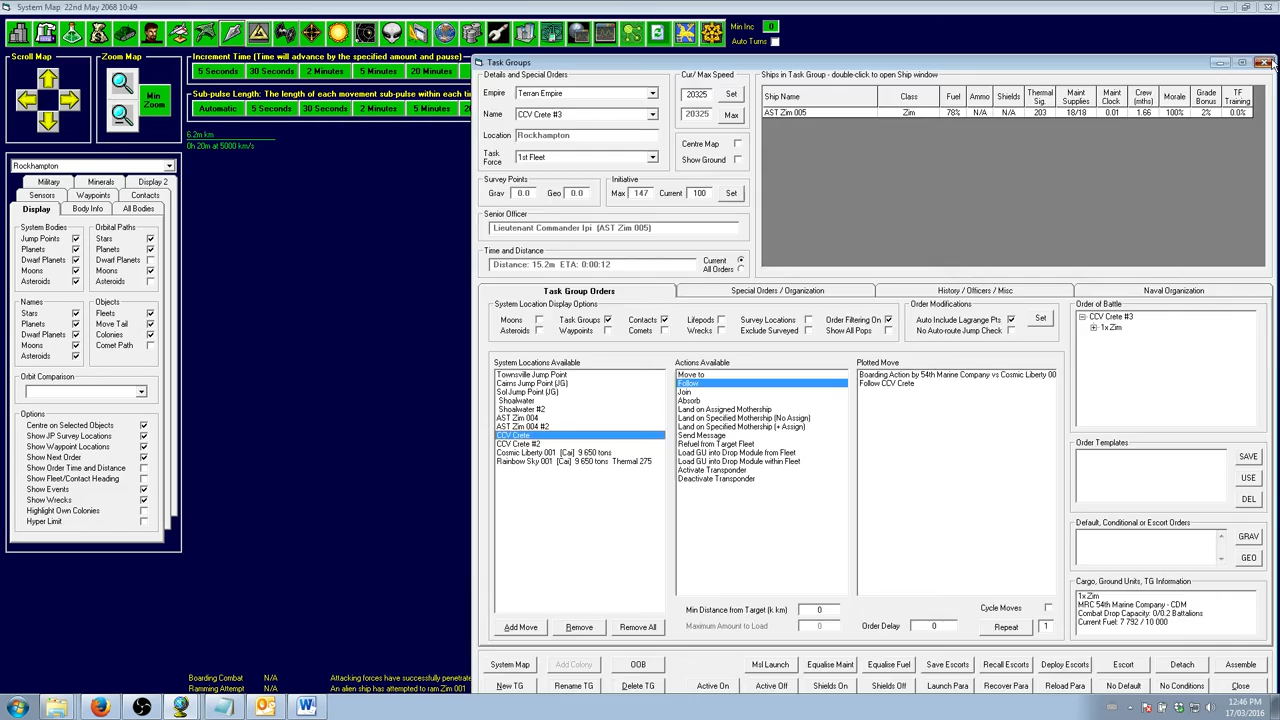 System Map 22nd May 2068 10:49
Min Inc 0
Auto Turns
Scroll Map
Zoom Map
Min Zoom
Increment Time (Time will advance by the specified amount and pause)
5 Seconds 30 Seconds 2 Minutes 5 Minutes 20 Minutes
Sub-pulse Length: The length of each movement sub-pulse within each
Automatic 5 Seconds 30 Seconds 2 Minutes 5 Minutes
6.2m km
0h 20m at 5000 km/s
Rockhampton
Military Minerals Display 2
Sensors Waypoints Contacts
Display Body Info All Bodies
System Bodies
Jump Points
Planets
Dwarf Planets
Moons
Asteroids
Orbital Paths
Stars
Planets
Dwarf Planets
Moons
Asteroids
Names
Stars
Planets
Dwarf Planets
Moons
Asteroids
Objects
Fleets
Move Tail
Colonies
Comet Path
Orbit Comparison
Options
Centre on Selected Objects
Show JP Survey Locations
Show Waypoint Locations
Show Next Order
Show Order Time and Distance
Show Fleet/Contact Heading
Show Events
Show Wrecks
Highlight Own Colonies
Hyper Limit
Boarding Combat N/A Attacking forces have successfully penetrate
Ramming Attempt N/A An alien ship has attempted to ram Zim 001
Task Groups
Details and Special Orders
Empire Terran Empire
Name CCV Crete #3
Location Rockhampton
Task Force 1st Fleet
Cur/ Max Speed
20325 Set
20325 Max
Centre Map
Show Ground
Survey Points
Grav 0.0 Geo 0.0
Initiative
Max 147 Current 100 Set
Senior Officer
Lieutenant Commander Ipi (AST Zim 005)
Time and Distance
Distance: 15.2m ETA: 0:00:12
Current
All Orders
Ships in Task Group - double-click to open Ship window
Ship Name Class Fuel Ammo Shields Thermal Sig. Maint Supplies Maint Clock Crew (mths) Morale Grade Bonus TF Training
AST Zim 005 Zim 78% N/A N/A 203 18/18 0.01 1.66 100% 2% 0.0%
Task Group Orders Special Orders / Organization History / Officers / Misc Naval Organization
System Location Display Options
Moons Task Groups Contacts Lifepods Survey Locations Order Filtering On
Asteroids Waypoints Comets Wrecks Exclude Surveyed Show All Pops
Order Modifications
Auto Include Lagrange Pts Set
No Auto-route Jump Check
Order of Battle
CCV Crete #3
1x Zim
System Locations Available
Townsville Jump Point
Cairns Jump Point (JG)
Sol Jump Point (JG)
Shoalwater
Shoalwater #2
AST Zim 004
AST Zim 004 #2
CCV Crete
CCV Crete #2
Cosmic Liberty 001 [Cai] 9 650 tons
Rainbow Sky 001 [Cai] 9 650 tons Thermal 275
Actions Available
Move to
Follow
Join
Absorb
Land on Assigned Mothership
Land on Specified Mothership (No Assign)
Land on Specified Mothership (+ Assign)
Send Message
Refuel from Target Fleet
Load GU into Drop Module from Fleet
Load GU into Drop Module within Fleet
Activate Transponder
Deactivate Transponder
Plotted Move
Boarding Action by 54th Marine Company vs Cosmic Liberty 00
Follow CCV Crete
Order Templates
SAVE
USE
DEL
Default, Conditional or Escort Orders
GRAV
GEO
Cargo, Ground Units, TG Information
1x Zim
MRC 54th Marine Company - CDM
Combat Drop Capacity: 0/0.2 Battalions
Current Fuel: 7 792 / 10 000
Min Distance from Target (k km) 0
Cycle Moves
Add Move Remove Remove All Maximum Amount to Load 0 Order Delay 0 Repeat 1
System Map Add Colony OOB Msl Launch Equalise Maint Equalise Fuel Save Escorts Recall Escorts Deploy Escorts Escort Detach Assemble
New TG Rename TG Delete TG Active On Active Off Shields On Shields Off Launch Para Recover Para Reload Para No Default No Conditions Close
12:46 PM
17/03/2016